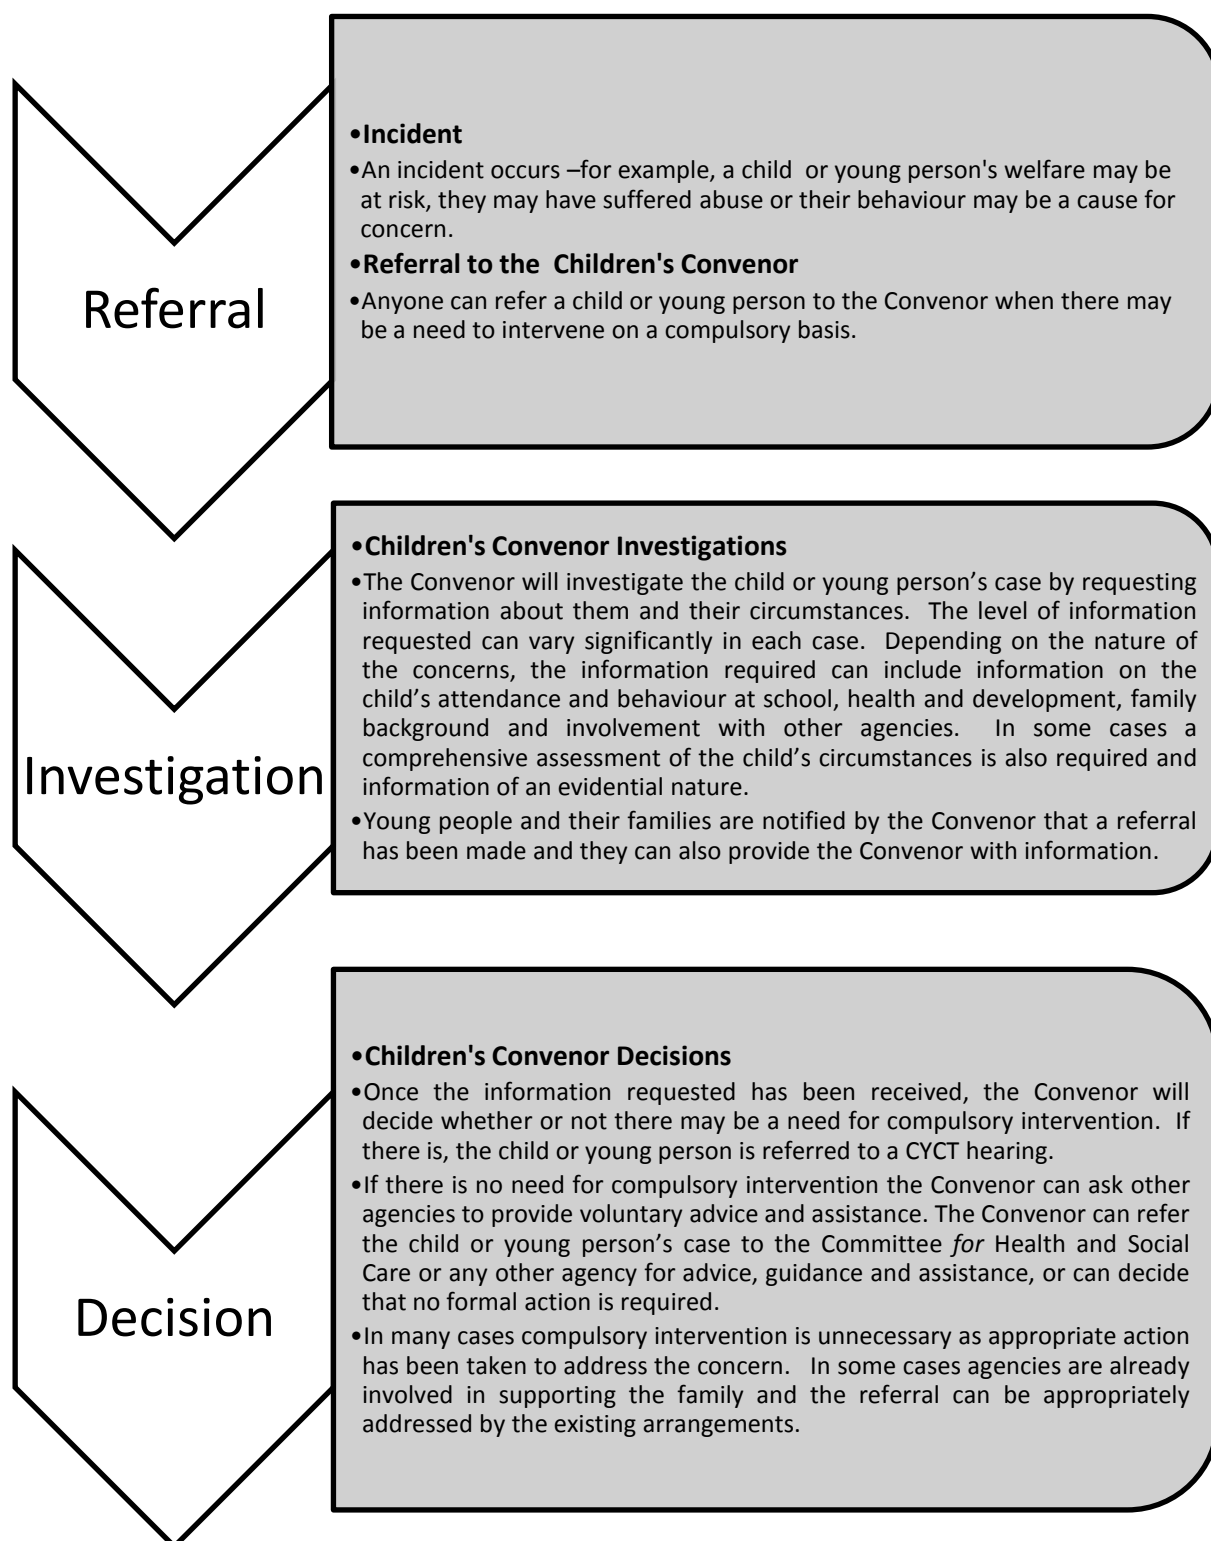 Referral
•Incident
•An incident occurs –for example, a child or young person's welfare may be
at risk, they may have suffered abuse or their behaviour may be a cause for
concern.
•Referral to the Children's Convenor
•Anyone can refer a child or young person to the Convenor when there may
be a need to intervene on a compulsory basis.
Investigation
•Children's Convenor Investigations
•The Convenor will investigate the child or young person’s case by requesting
information about them and their circumstances. The level of information
requested can vary significantly in each case. Depending on the nature of
the concerns, the information required can include information on the
child’s attendance and behaviour at school, health and development, family
background and involvement with other agencies. In some cases a
comprehensive assessment of the child’s circumstances is also required and
information of an evidential nature.
•Young people and their families are notified by the Convenor that a referral
has been made and they can also provide the Convenor with information.
Decision
•Children's Convenor Decisions
•Once the information requested has been received, the Convenor will
decide whether or not there may be a need for compulsory intervention. If
there is, the child or young person is referred to a CYCT hearing.
•If there is no need for compulsory intervention the Convenor can ask other
agencies to provide voluntary advice and assistance. The Convenor can refer
the child or young person’s case to the Committee for Health and Social
Care or any other agency for advice, guidance and assistance, or can decide
that no formal action is required.
•In many cases compulsory intervention is unnecessary as appropriate action
has been taken to address the concern. In some cases agencies are already
involved in supporting the family and the referral can be appropriately
addressed by the existing arrangements.